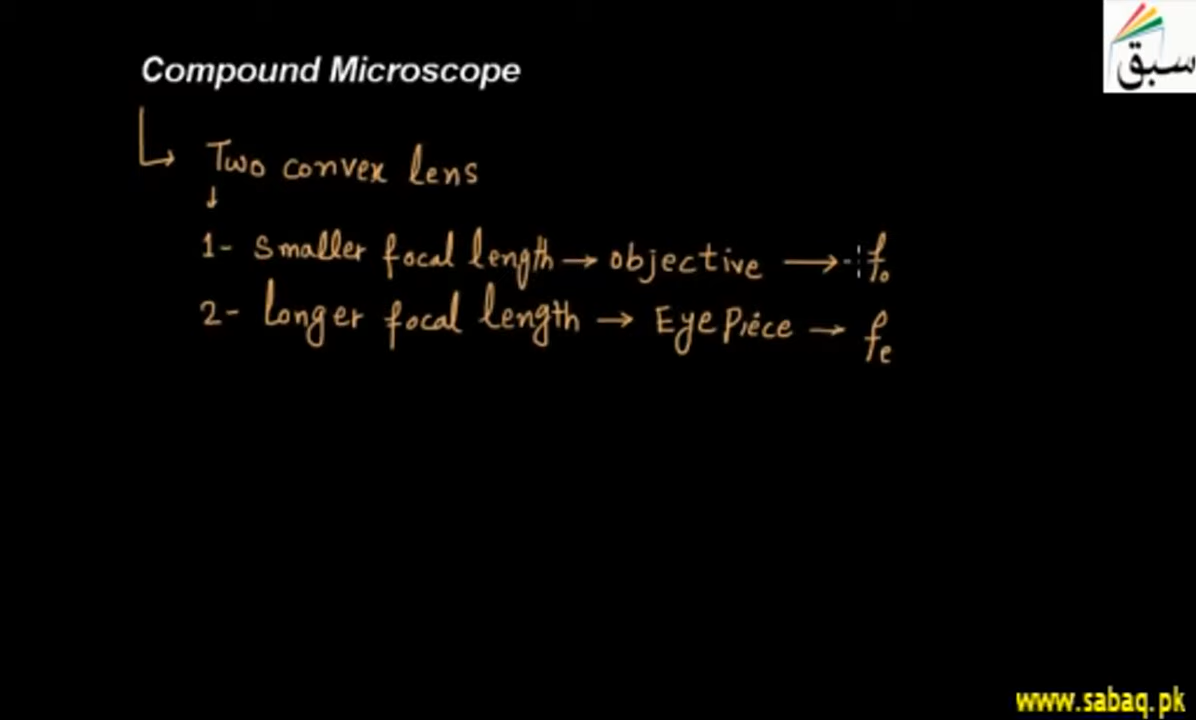 سبق
Compound Microscope
↳ Two convex lens
↓
1- Smaller focal length → objective → fo
2- Longer focal length → Eye Piece → fe
www.sabaq.pk